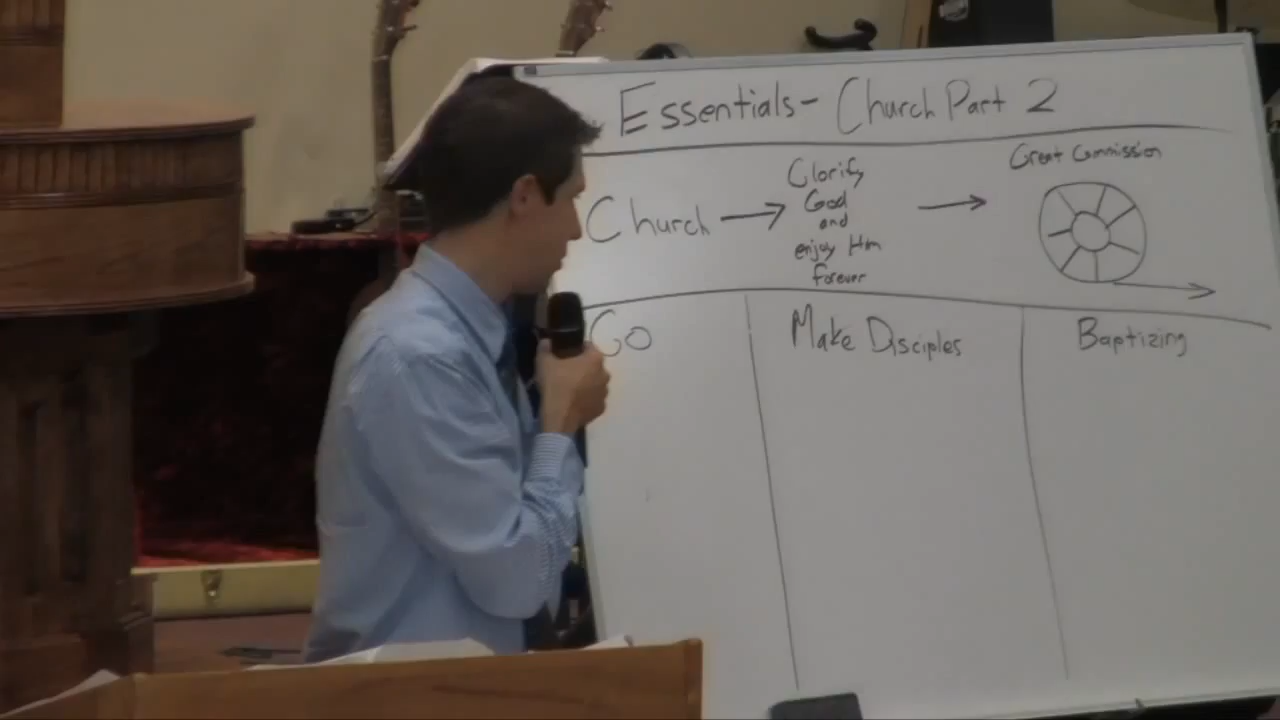 Essentials - Church Part 2
Great Commission
Glorify
God
and
enjoy Him
forever
Church
Go
Make Disciples
Baptizing